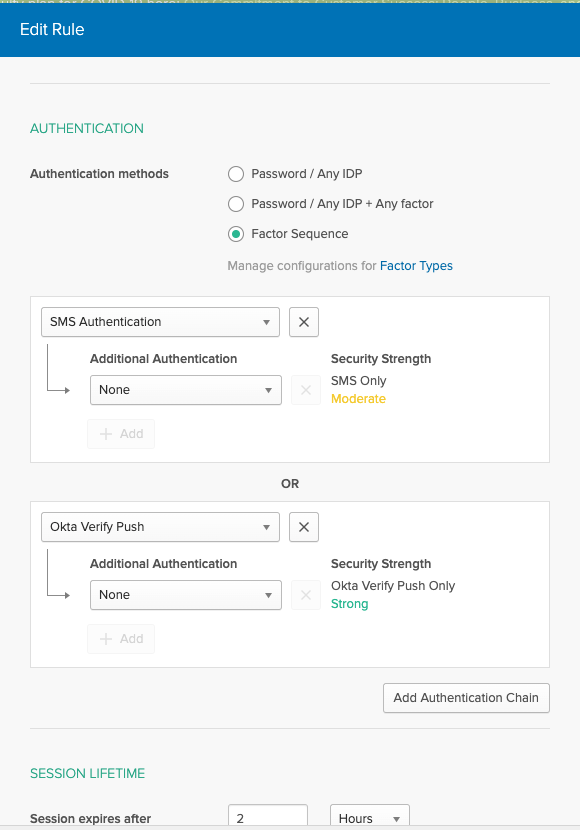 Edit Rule
AUTHENTICATION
Authentication methods
Password / Any IDP
Password / Any IDP + Any factor
Factor Sequence
Manage configurations for Factor Types
SMS Authentication
Additional Authentication
Security Strength
None
SMS Only
Moderate
+ Add
OR
Okta Verify Push
Additional Authentication
Security Strength
None
Okta Verify Push Only
Strong
+ Add
Add Authentication Chain
SESSION LIFETIME
Session expires after
2
Hours